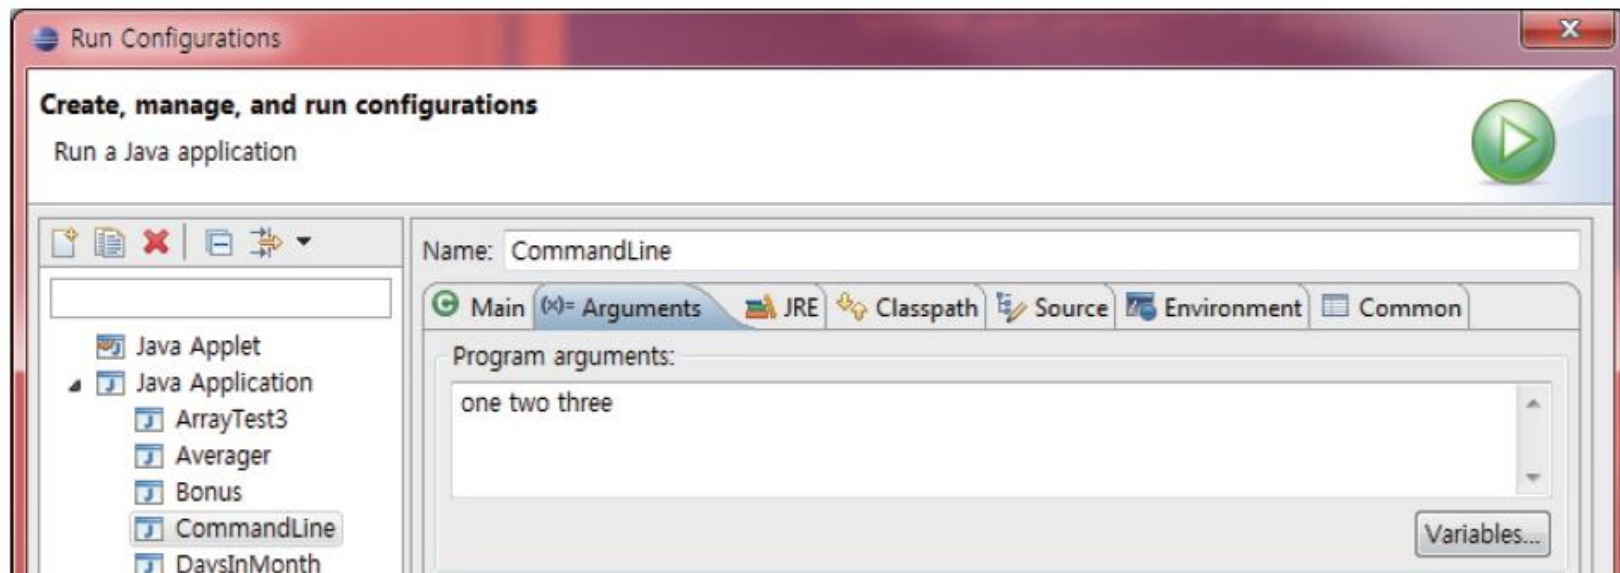 Run Configurations
Create, manage, and run configurations
Run a Java application
Name: CommandLine
Main (x)= Arguments JRE Classpath Source Environment Common
Program arguments:
one two three
Variables...
Java Applet
Java Application
ArrayTest3
Averager
Bonus
CommandLine
DaysInMonth